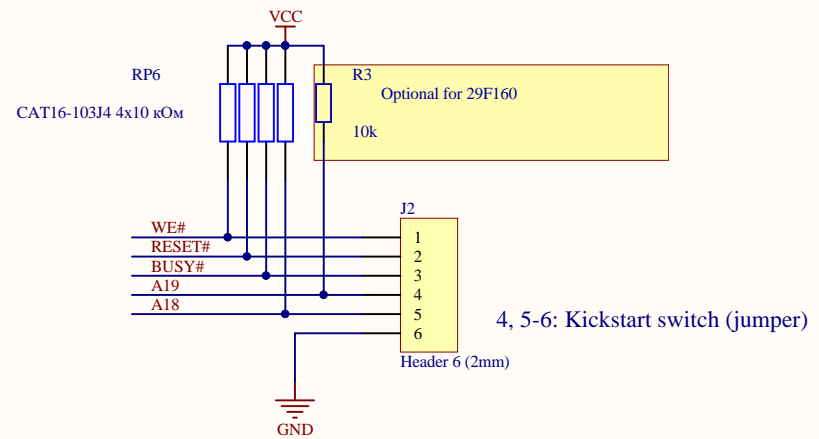 VCC
RP6
R3
Optional for 29F160
CAT16-103J4 4x10 кОм
10k
J2
WE#
1
RESET#
2
BUSY#
3
A19
4
A18
5
6
4, 5-6: Kickstart switch (jumper)
Header 6 (2mm)
GND